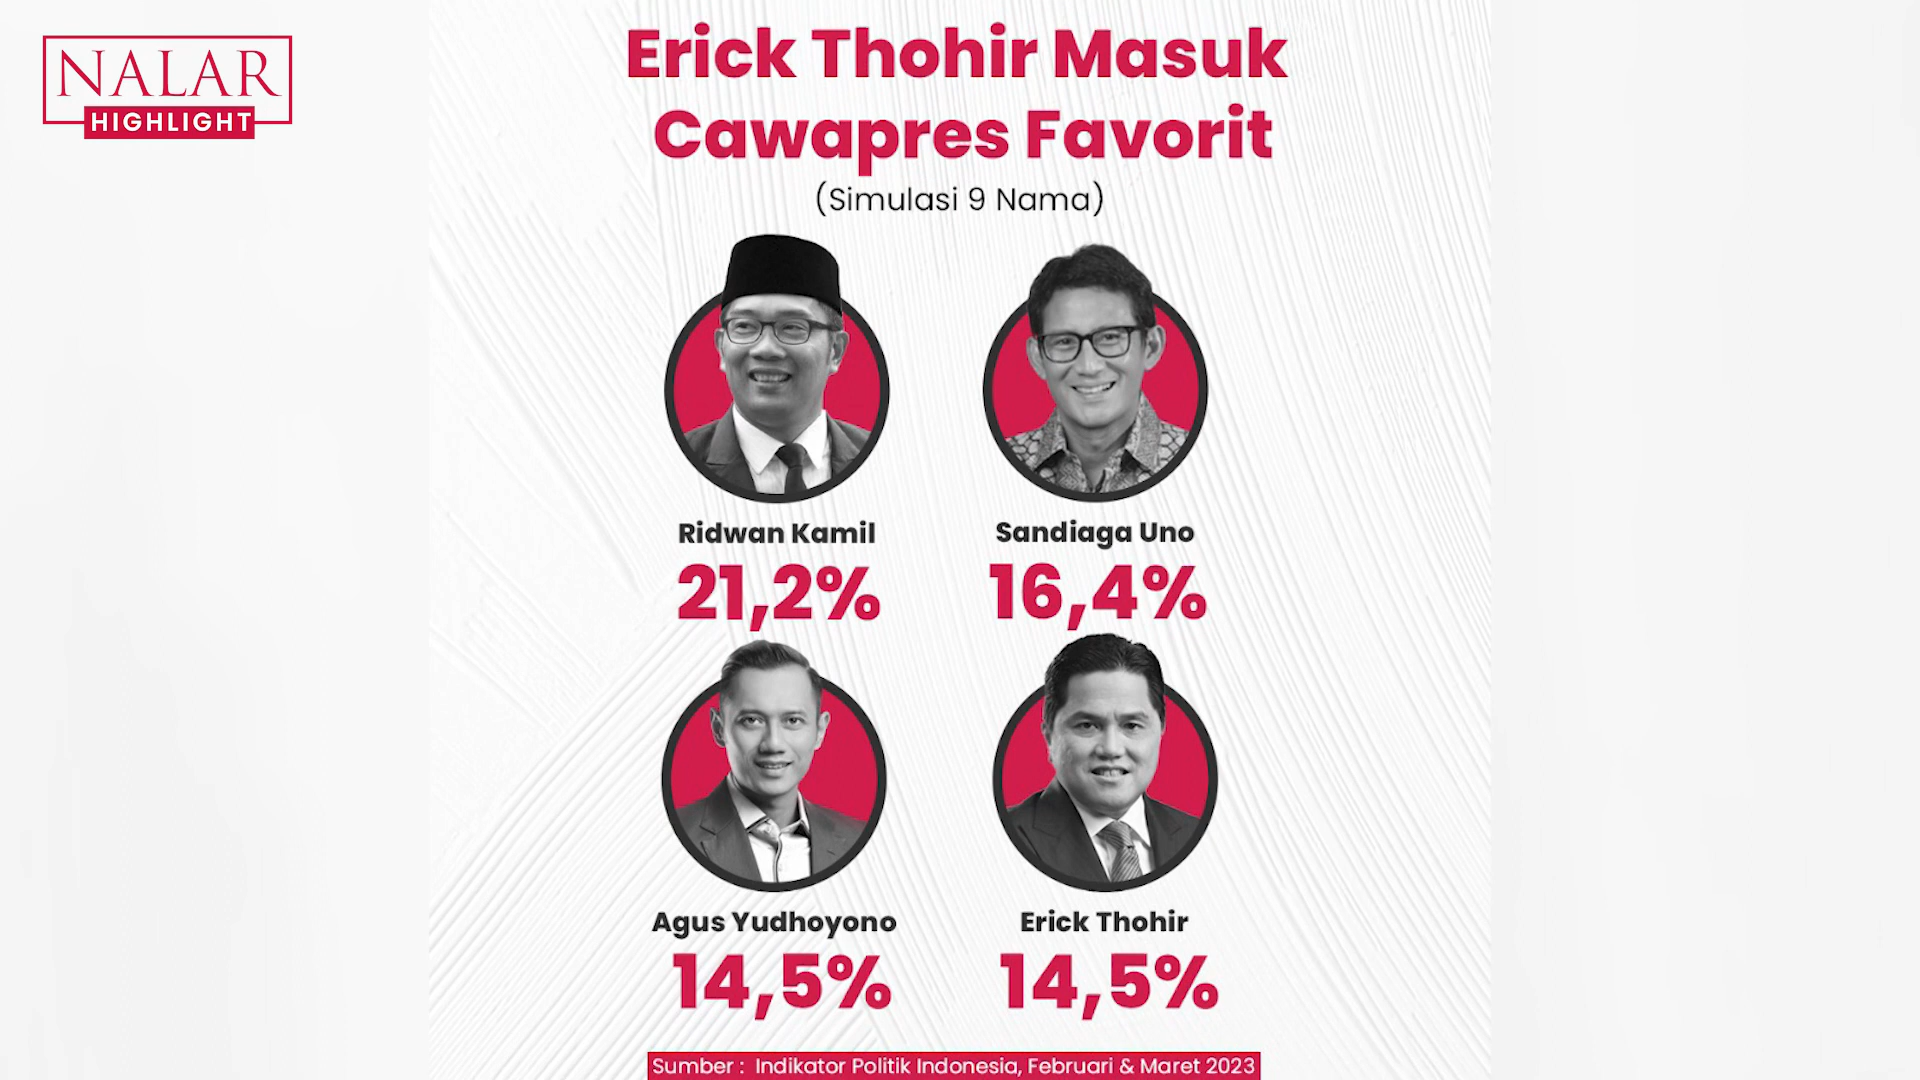 NALAR
HIGHLIGHT
Erick Thohir Masuk
Cawapres Favorit
(Simulasi 9 Nama)
Ridwan Kamil
21,2%
Sandiaga Uno
16,4%
Agus Yudhoyono
14,5%
Erick Thohir
14,5%
Sumber : Indikator Politik Indonesia, Februari & Maret 2023